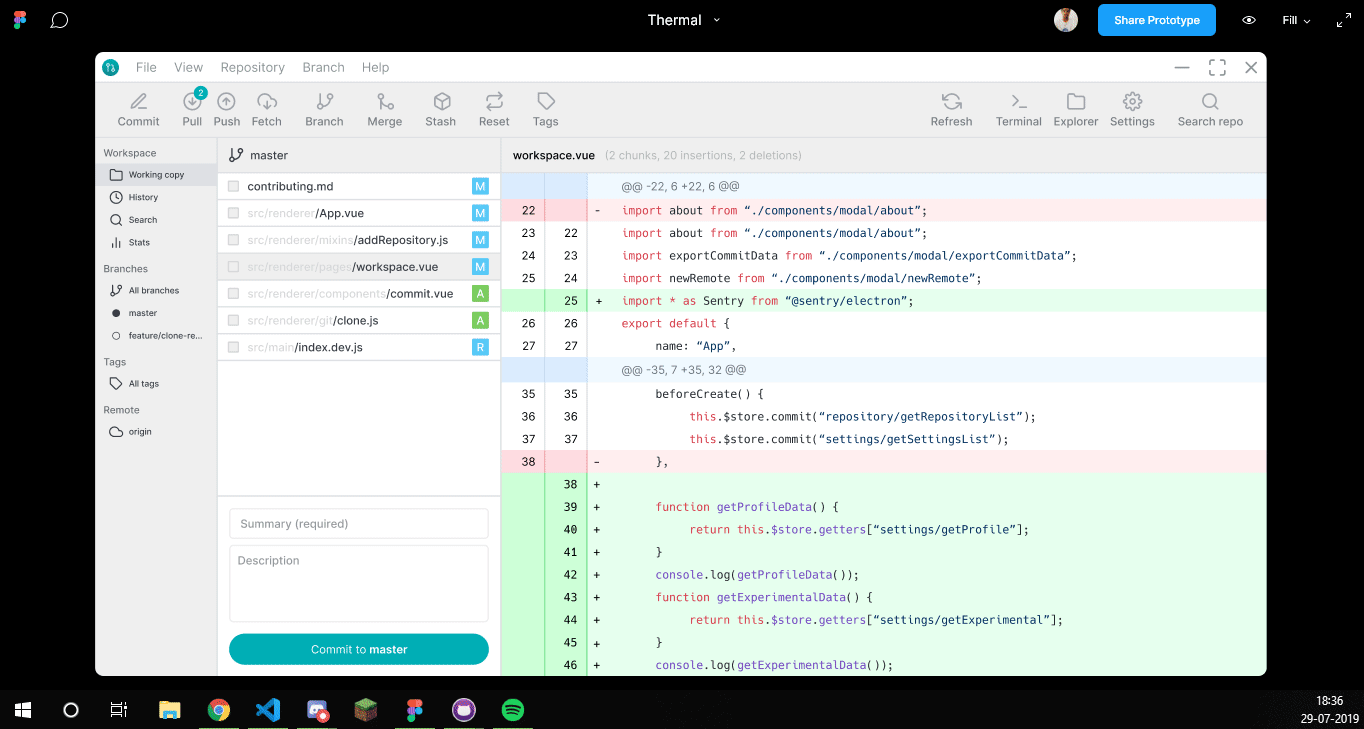 Thermal
Share Prototype
Fill
File View Repository Branch Help
2
Commit Pull Push Fetch Branch Merge Stash Reset Tags Refresh Terminal Explorer Settings Search repo
Workspace
Working copy
History
Search
Stats
Branches
All branches
master
feature/clone-re...
Tags
All tags
Remote
origin
master
contributing.md M
src/renderer/App.vue M
src/renderer/mixins/addRepository.js M
src/renderer/pages/workspace.vue M
src/renderer/components/commit.vue A
src/renderer/git/clone.js A
src/main/index.dev.js R
Summary (required)
Description
Commit to master
workspace.vue (2 chunks, 20 insertions, 2 deletions)
@@ -22, 6 +22, 6 @@
22 - import about from “./components/modal/about”;
23 22 import about from “./components/modal/about”;
24 23 import exportCommitData from “./components/modal/exportCommitData”;
25 24 import newRemote from “./components/modal/newRemote”;
25 + import * as Sentry from “@sentry/electron”;
26 26 export default {
27 27 name: “App”,
@@ -35, 7 +35, 32 @@
35 35 beforeCreate() {
36 36 this.$store.commit(“repository/getRepositoryList”);
37 37 this.$store.commit(“settings/getSettingsList”);
38 - },
38 +
39 + function getProfileData() {
40 + return this.$store.getters[“settings/getProfile”];
41 + }
42 + console.log(getProfileData());
43 + function getExperimentalData() {
44 + return this.$store.getters[“settings/getExperimental”];
45 + }
46 + console.log(getExperimentalData());
18:36
29-07-2019